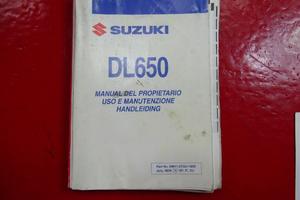 SUZUKI
DL650
MANUAL DEL PROPIETARIO
USO E MANUTENZIONE
HANDLEIDING